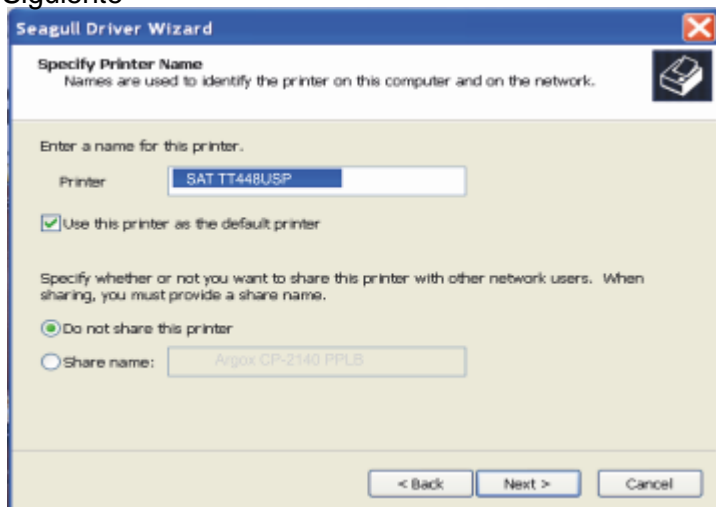 Siguiente
Seagull Driver Wizard
Specify Printer Name
Names are used to identify the printer on this computer and on the network.
Enter a name for this printer.
Printer
SAT TT448USP
Use this printer as the default printer
Specify whether or not you want to share this printer with other network users. When
sharing, you must provide a share name.
Do not share this printer
Share name:
Argox CP-2140 PPLB
< Back
Next >
Cancel